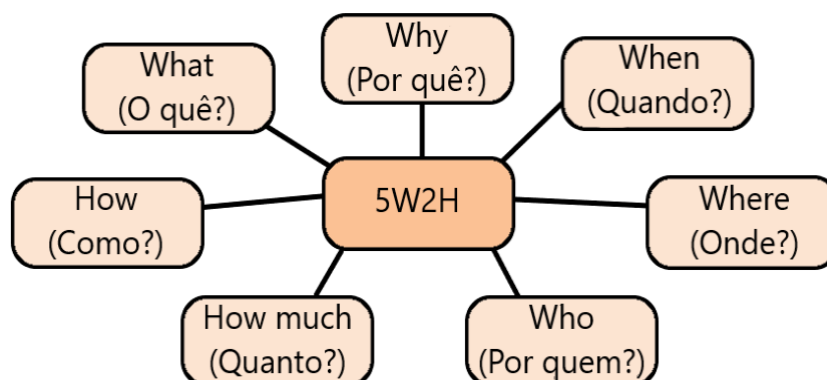 What
(O quê?)
Why
(Por quê?)
When
(Quando?)
How
(Como?)
5W2H
Where
(Onde?)
How much
(Quanto?)
Who
(Por quem?)